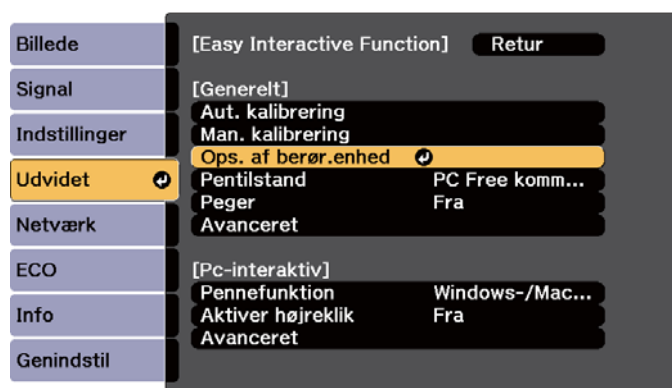 Billede
Signal
Indstillinger
Udvidet
Netværk
ECO
Info
Genindstil
[Easy Interactive Function] Retur
[Generelt]
Aut. kalibrering
Man. kalibrering
Ops. af berør.enhed
Pentilstand PC Free komm...
Peger Fra
Avanceret
[Pc-interaktiv]
Pennefunktion Windows-/Mac...
Aktiver højreklik Fra
Avanceret